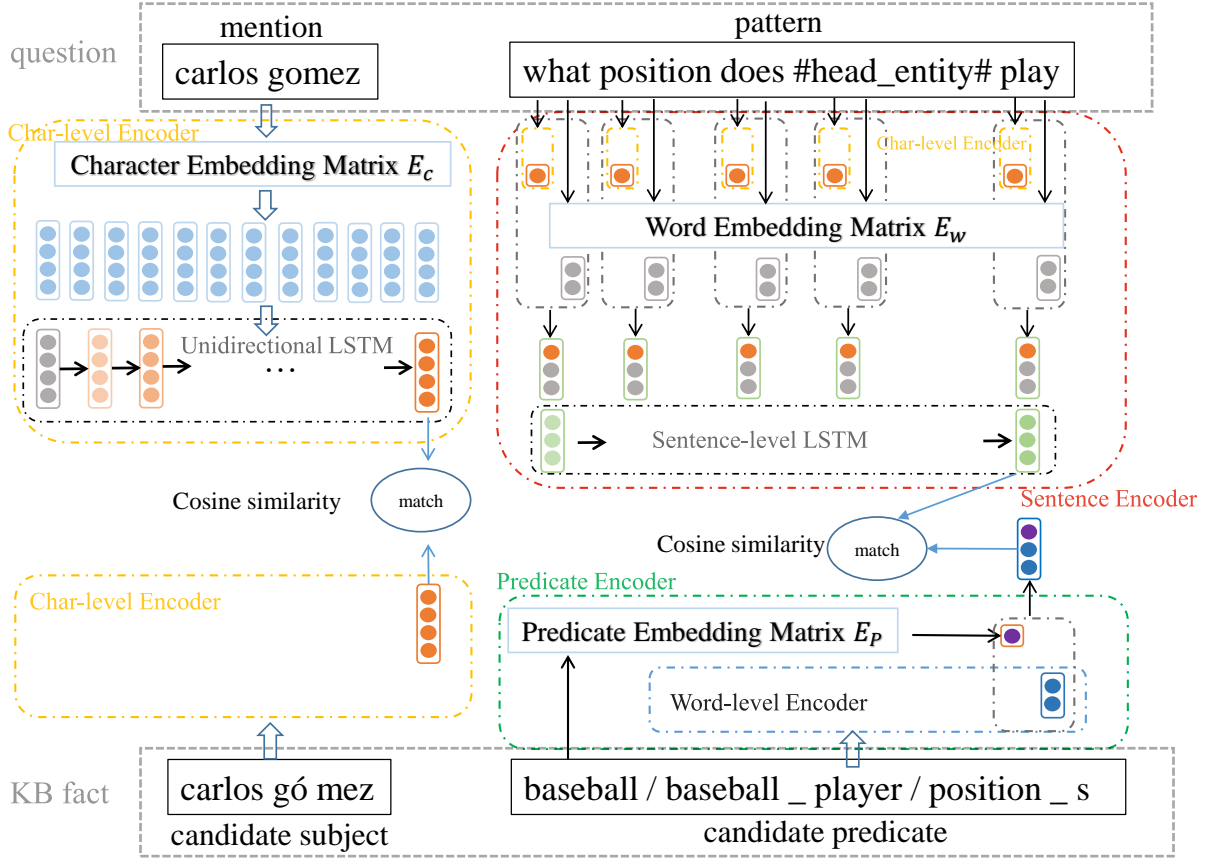 question
mention
carlos gomez
pattern
what position does #head_entity# play
Char-level Encoder
Character Embedding Matrix E_c
Unidirectional LSTM
...
Char-level Encoder
Word Embedding Matrix E_w
Sentence-level LSTM
Sentence Encoder
Cosine similarity
match
Cosine similarity
match
Char-level Encoder
Predicate Encoder
Predicate Embedding Matrix E_P
Word-level Encoder
KB fact
carlos gó mez
candidate subject
baseball / baseball _ player / position _ s
candidate predicate